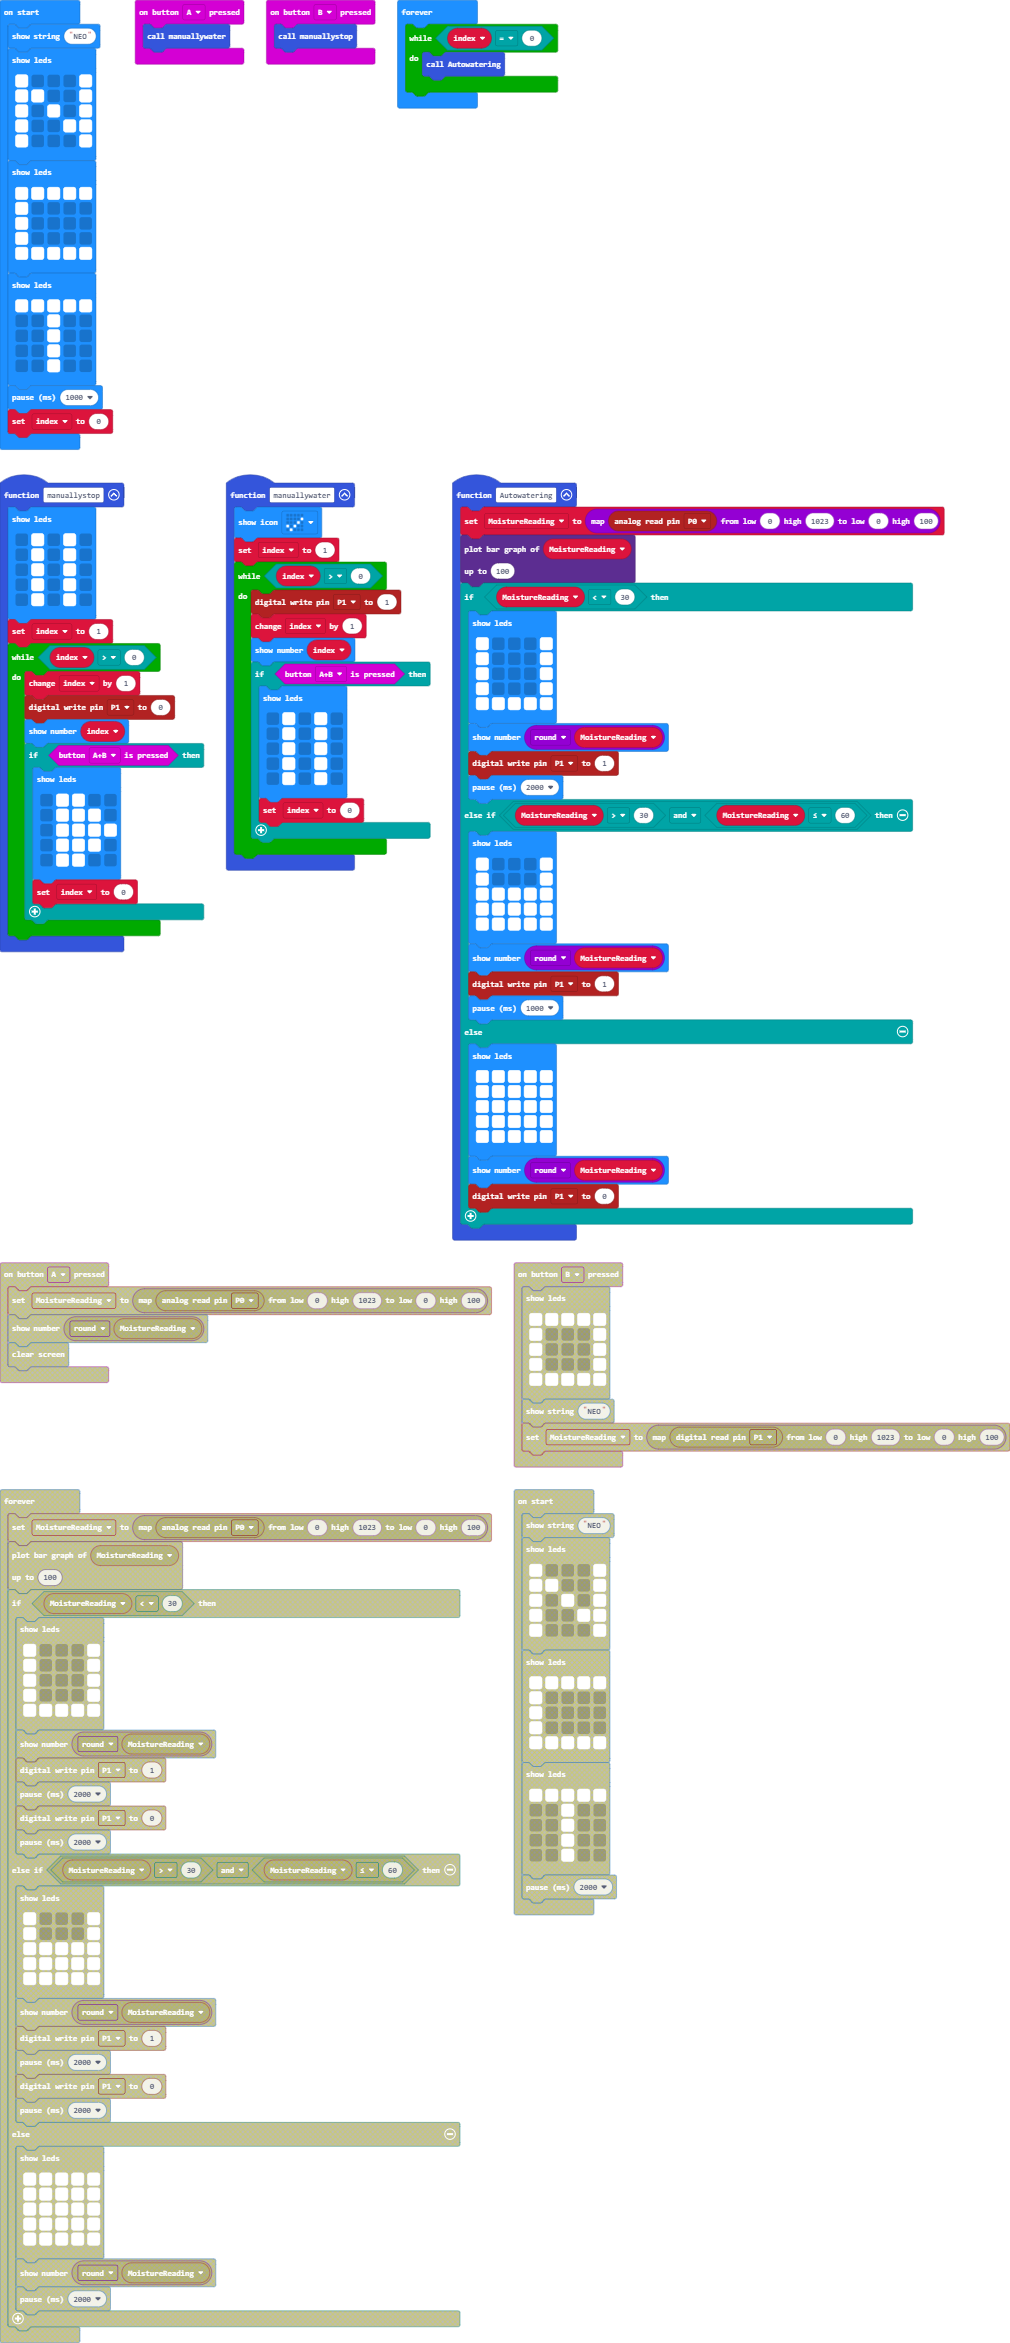 on start
show string "NEO"
show leds
show leds
show leds
pause (ms) 1000
set index to 0
on button A pressed
call manuallywater
on button B pressed
call manuallystop
forever
while index = 0
do call Autowatering
function manuallystop
show leds
set index to 1
while index > 0
do change index by 1
digital write pin P1 to 0
show number index
if button A+B is pressed then
show leds
set index to 0
function manuallywater
show icon
set index to 1
while index > 0
do digital write pin P1 to 1
change index by 1
show number index
if button A+B is pressed then
show leds
set index to 0
function Autowatering
set MoistureReading to map analog read pin P0 from low 0 high 1023 to low 0 high 100
plot bar graph of MoistureReading
up to 100
if MoistureReading < 30 then
show leds
show number round MoistureReading
digital write pin P1 to 1
pause (ms) 2000
else if MoistureReading > 30 and MoistureReading ≤ 60 then
show leds
show number round MoistureReading
digital write pin P1 to 1
pause (ms) 1000
else
show leds
show number round MoistureReading
digital write pin P1 to 0
on button A pressed
set MoistureReading to map analog read pin P0 from low 0 high 1023 to low 0 high 100
show number round MoistureReading
clear screen
on button B pressed
show leds
show string "NEO"
set MoistureReading to map digital read pin P1 from low 0 high 1023 to low 0 high 100
forever
set MoistureReading to map analog read pin P0 from low 0 high 1023 to low 0 high 100
plot bar graph of MoistureReading
up to 100
if MoistureReading < 30 then
show leds
show number round MoistureReading
digital write pin P1 to 1
pause (ms) 2000
digital write pin P1 to 0
pause (ms) 2000
else if MoistureReading > 30 and MoistureReading ≤ 60 then
show leds
show number round MoistureReading
digital write pin P1 to 1
pause (ms) 2000
digital write pin P1 to 0
pause (ms) 2000
else
show leds
show number round MoistureReading
pause (ms) 2000
on start
show string "NEO"
show leds
show leds
show leds
pause (ms) 2000